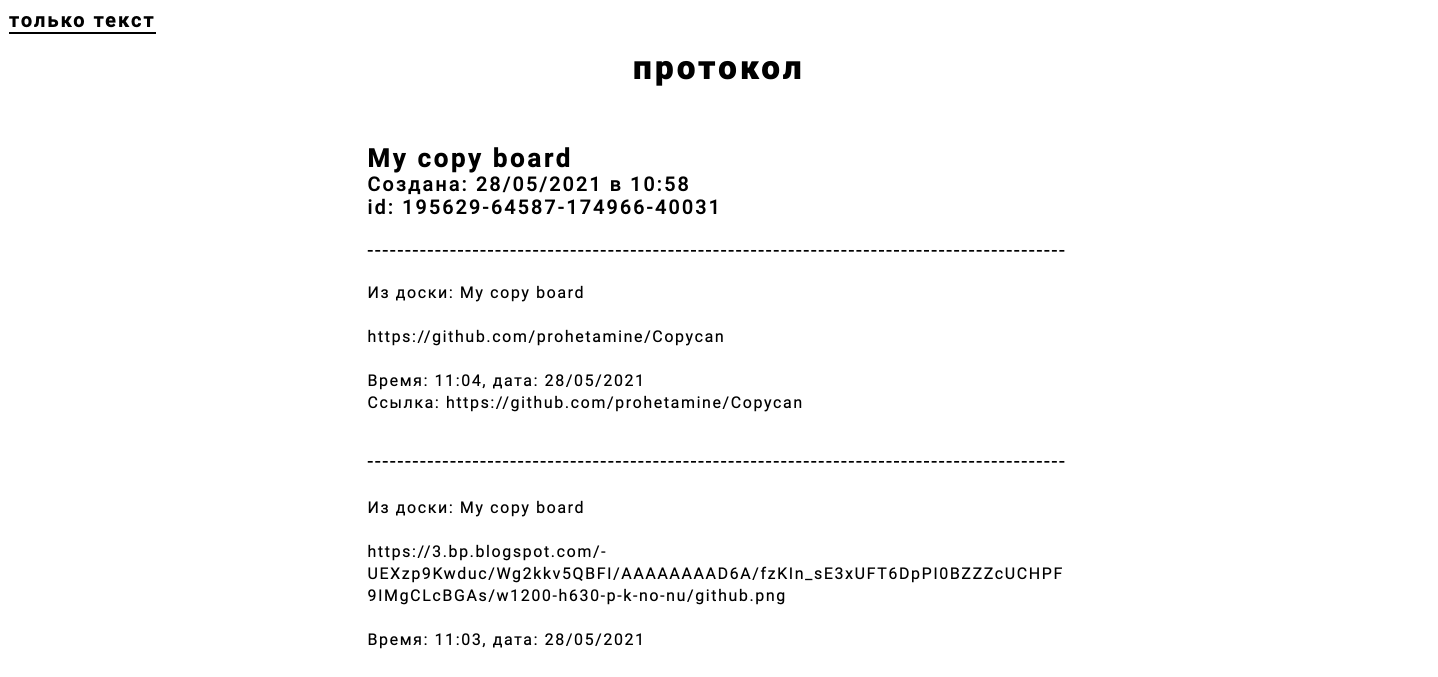 только текст
протокол
My copy board
Создана: 28/05/2021 в 10:58
id: 195629-64587-174966-40031
---------------------------------------------------------------------------------------------
Из доски: My copy board
https://github.com/prohetamine/Copycan
Время: 11:04, дата: 28/05/2021
Ссылка: https://github.com/prohetamine/Copycan
---------------------------------------------------------------------------------------------
Из доски: My copy board
https://3.bp.blogspot.com/-
UEXzp9Kwduc/Wg2kkv5QBFI/AAAAAAAAD6A/fzKIn_sE3xUFT6DpPI0BZZZcUCHPF
9IMgCLcBGAs/w1200-h630-p-k-no-nu/github.png
Время: 11:03, дата: 28/05/2021